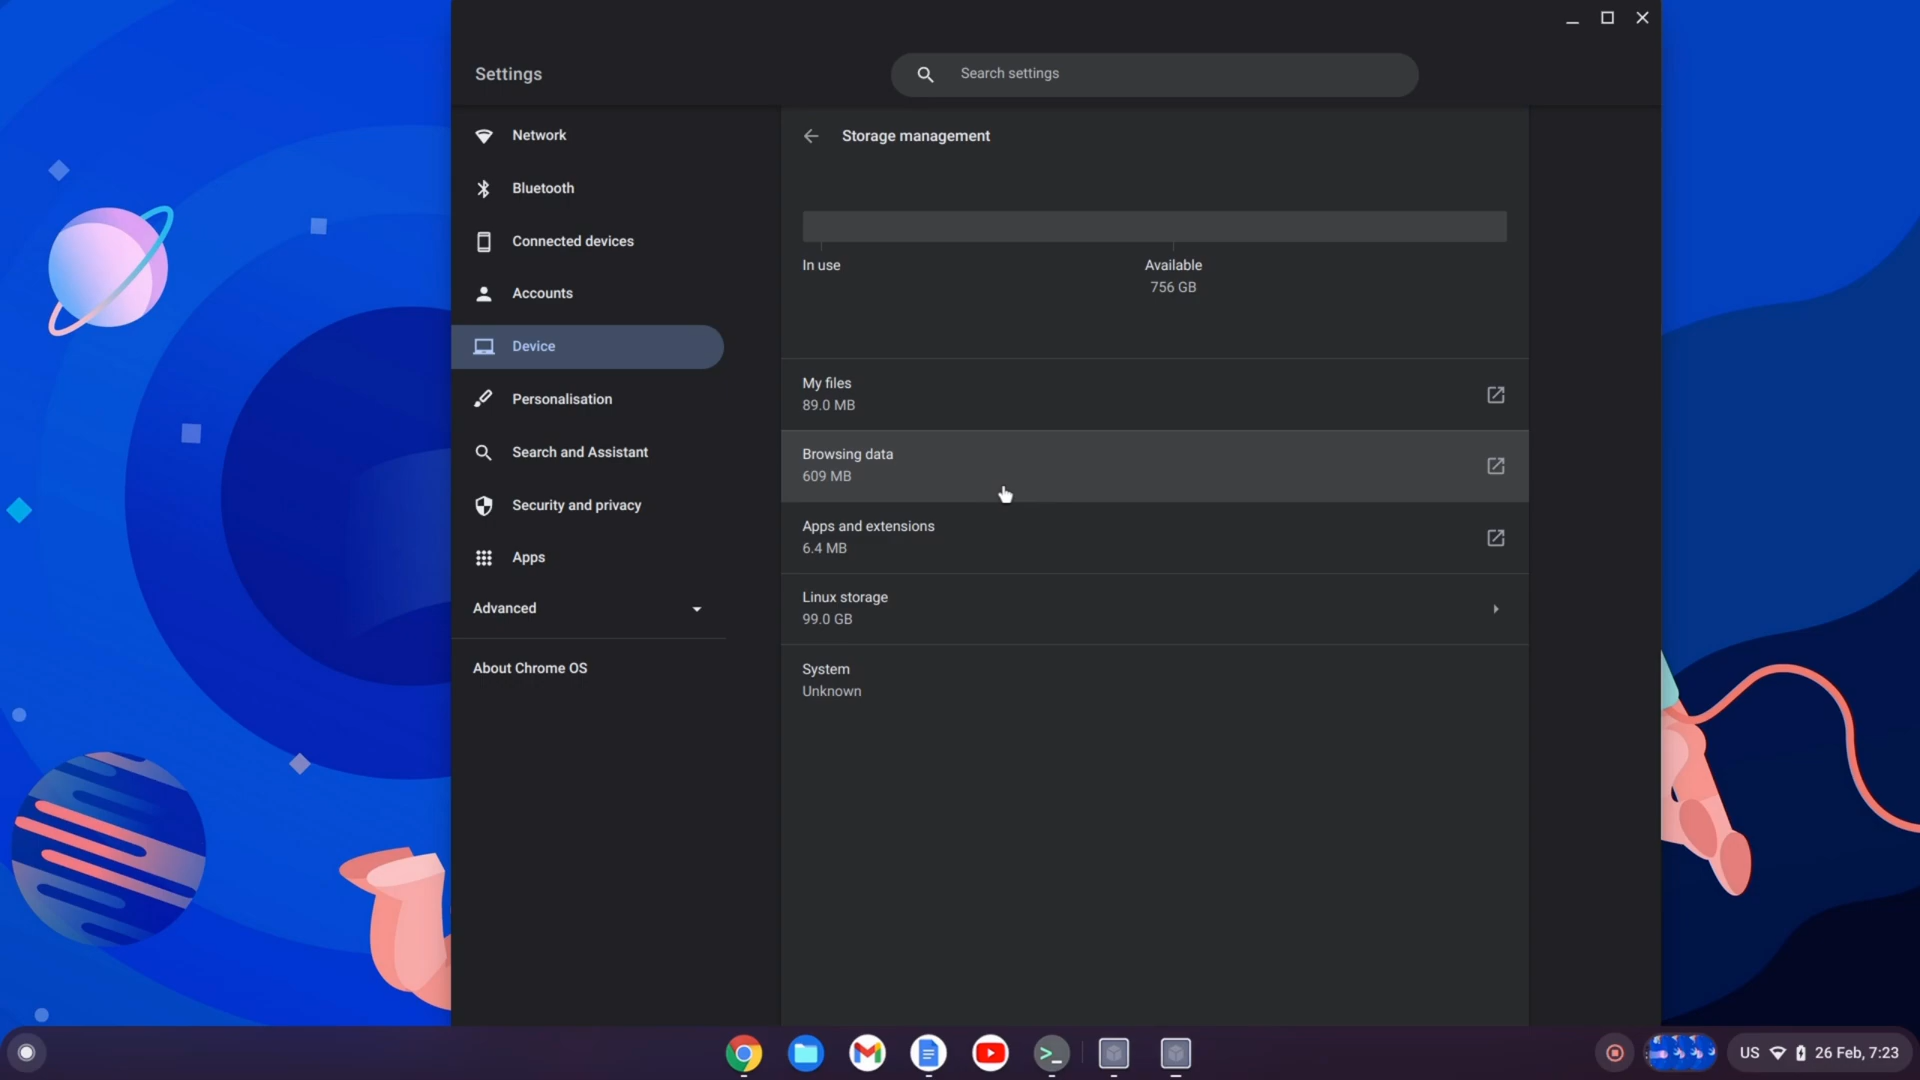 Settings
Search settings
Network
Bluetooth
Connected devices
Accounts
Device
Personalisation
Search and Assistant
Security and privacy
Apps
Advanced
About Chrome OS
Storage management
In use
Available
756 GB
My files
89.0 MB
Browsing data
609 MB
Apps and extensions
6.4 MB
Linux storage
99.0 GB
System
Unknown
US 26 Feb, 7:23